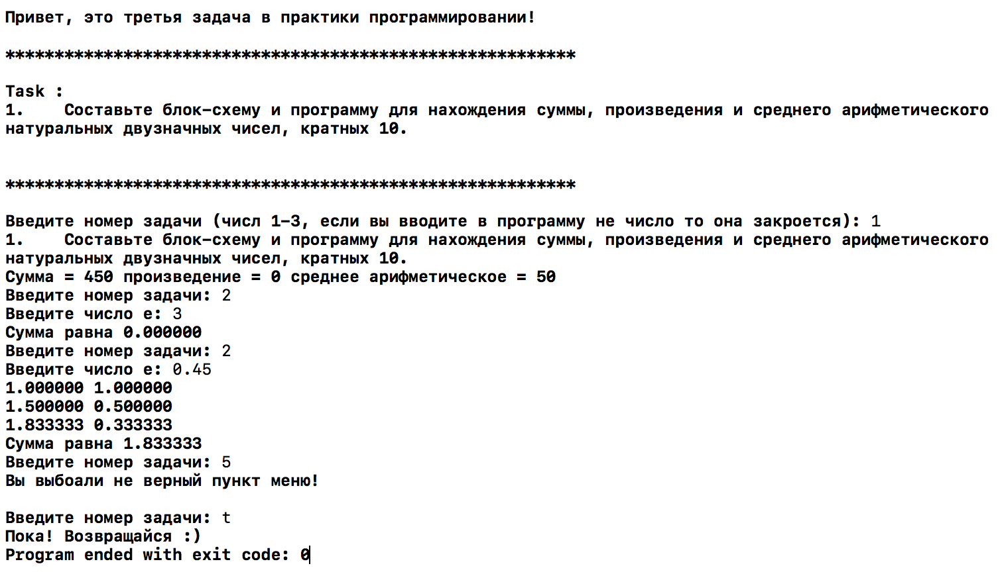 Привет, это третья задача в практики программировании!
**********************************************************
Task :
1.    Составьте блок-схему и программу для нахождения суммы, произведения и среднего арифметического
натуральных двузначных чисел, кратных 10.
**********************************************************
Введите номер задачи (числ 1-3, если вы вводите в программу не число то она закроется): 1
1.    Составьте блок-схему и программу для нахождения суммы, произведения и среднего арифметического
натуральных двузначных чисел, кратных 10.
Сумма = 450 произведение = 0 среднее арифметическое = 50
Введите номер задачи: 2
Введите число е: 3
Сумма равна 0.000000
Введите номер задачи: 2
Введите число е: 0.45
1.000000 1.000000
1.500000 0.500000
1.833333 0.333333
Сумма равна 1.833333
Введите номер задачи: 5
Вы выбоали не верный пункт меню!
Введите номер задачи: t
Пока! Возвращайся :)
Program ended with exit code: 0